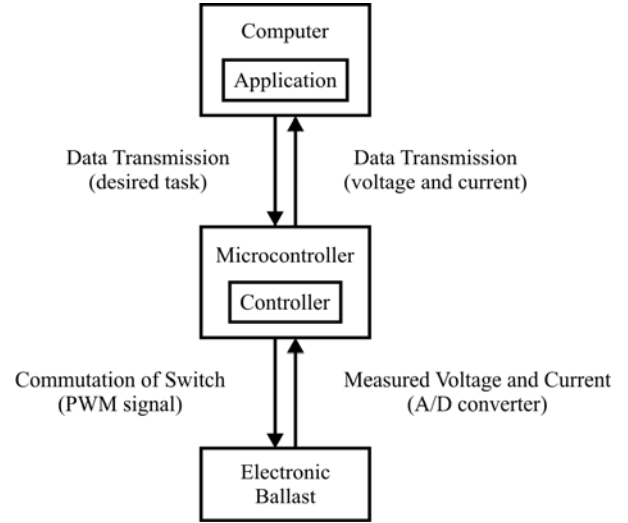 Computer
Application
Data Transmission
(desired task)
Data Transmission
(voltage and current)
Microcontroller
Controller
Commutation of Switch
(PWM signal)
Measured Voltage and Current
(A/D converter)
Electronic
Ballast